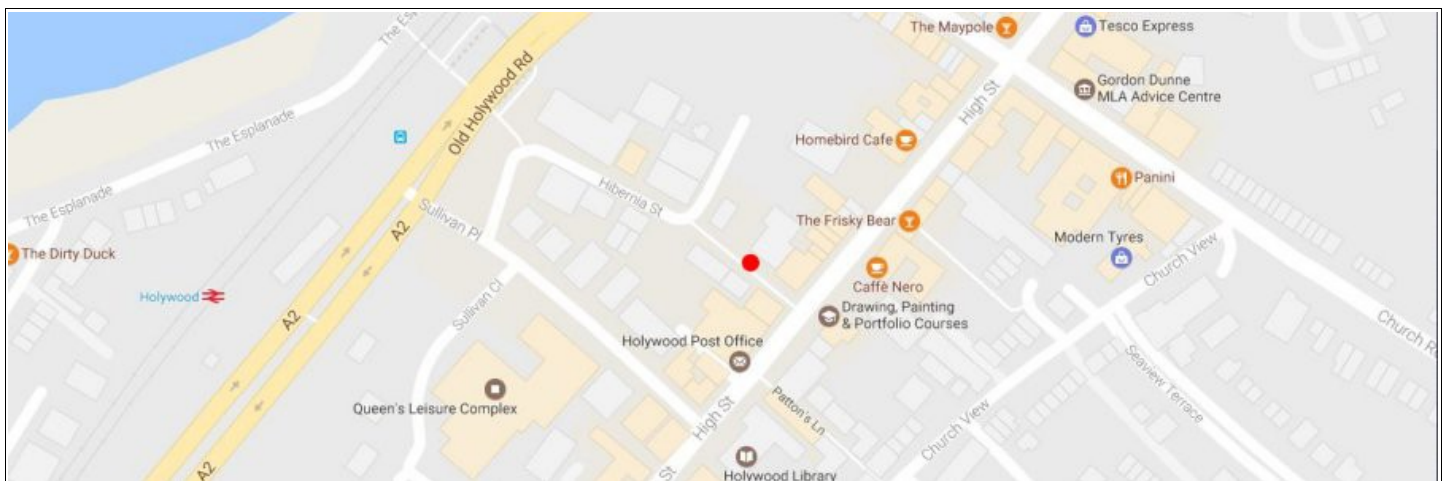 The Maypole
Tesco Express
The Es
Old Holywood Rd
High St
Gordon Dunne
MLA Advice Centre
The Esplanade
Homebird Cafe
Panini
Hibernia St
The Esplanade
Sullivan Pl
A2
The Frisky Bear
Modern Tyres
Church View
The Dirty Duck
Caffè Nero
Holywood
Sullivan Cl
Drawing, Painting
& Portfolio Courses
A2
Church R
Holywood Post Office
Seaview Terrace
Queen's Leisure Complex
Patton's Ln
High St
Church View
A2
St
Holywood Library